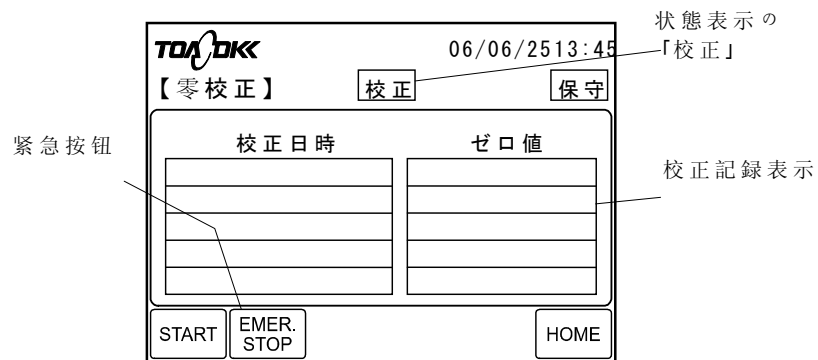 状態表示の
「校正」
TOADKK
06/06/2513:45
【零校正】
校正
保守
緊急按钮
校正日時
ゼロ値
校正記録表示
START
EMER.
STOP
HOME